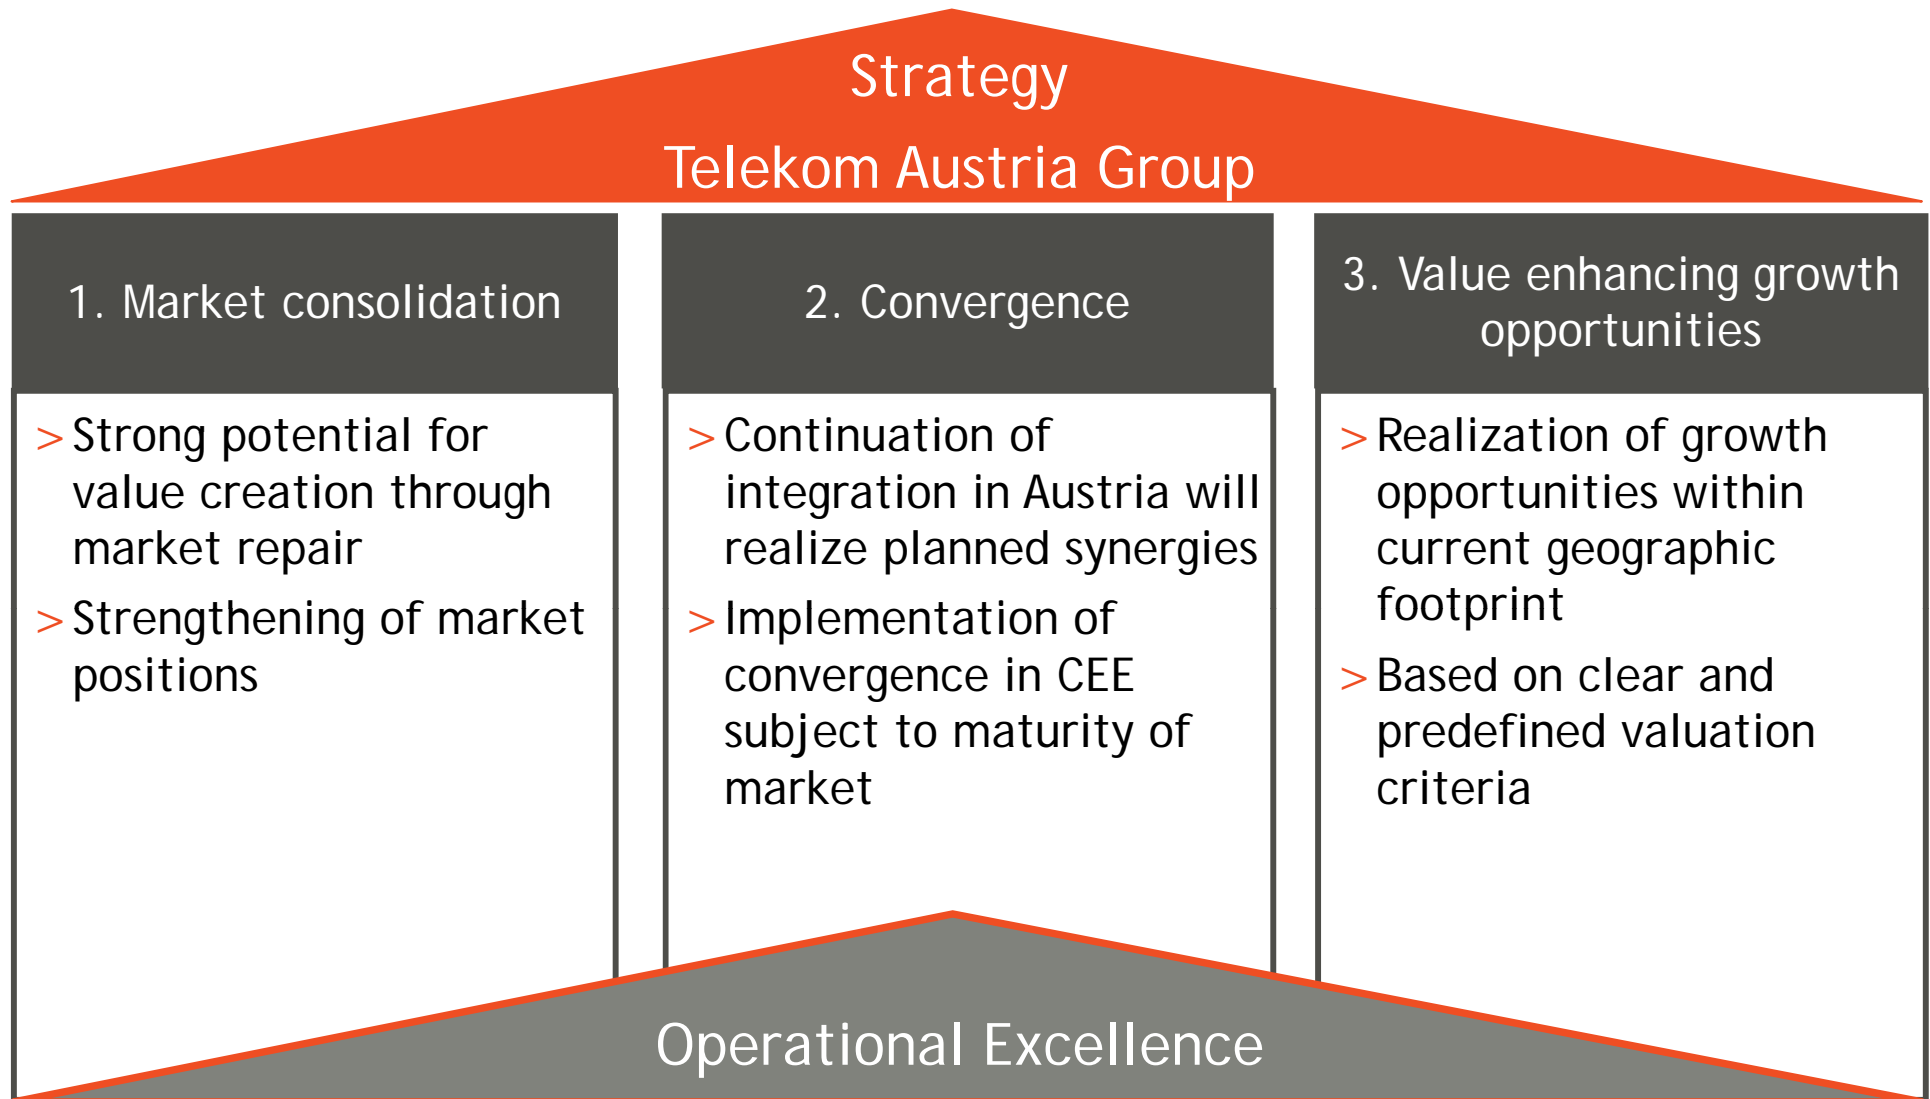 Strategy
Telekom Austria Group
1. Market consolidation
> Strong potential for
value creation through
market repair
> Strengthening of market
positions
2. Convergence
> Continuation of
integration in Austria will
realize planned synergies
> Implementation of
convergence in CEE
subject to maturity of
market
3. Value enhancing growth
opportunities
> Realization of growth
opportunities within
current geographic
footprint
> Based on clear and
predefined valuation
criteria
Operational Excellence